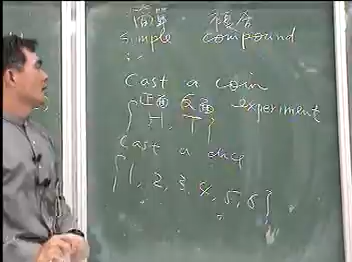 簡單 複合
simple compound
Cast a coin
{正面 反面 experiment
H, T}
Cast a dice
{1, 2, 3, 4, 5, 6}